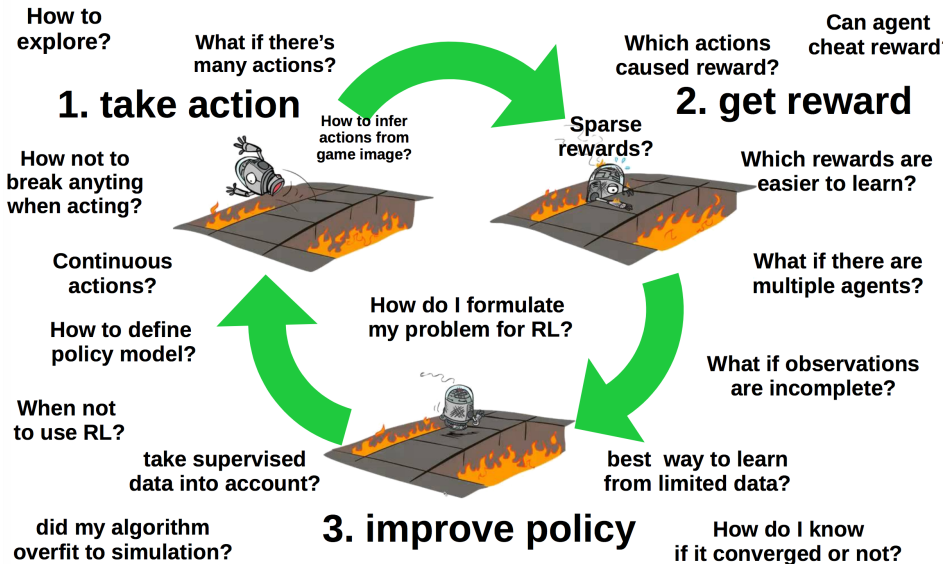 How to
explore?
What if there's
many actions?
Which actions
caused reward?
Can agent
cheat reward?
1. take action
2. get reward
How to infer
actions from
game image?
Sparse
rewards?
How not to
break anyting
when acting?
Which rewards are
easier to learn?
Continuous
actions?
What if there are
multiple agents?
How do I formulate
my problem for RL?
How to define
policy model?
What if observations
are incomplete?
When not
to use RL?
take supervised
data into account?
best way to learn
from limited data?
3. improve policy
did my algorithm
overfit to simulation?
How do I know
if it converged or not?